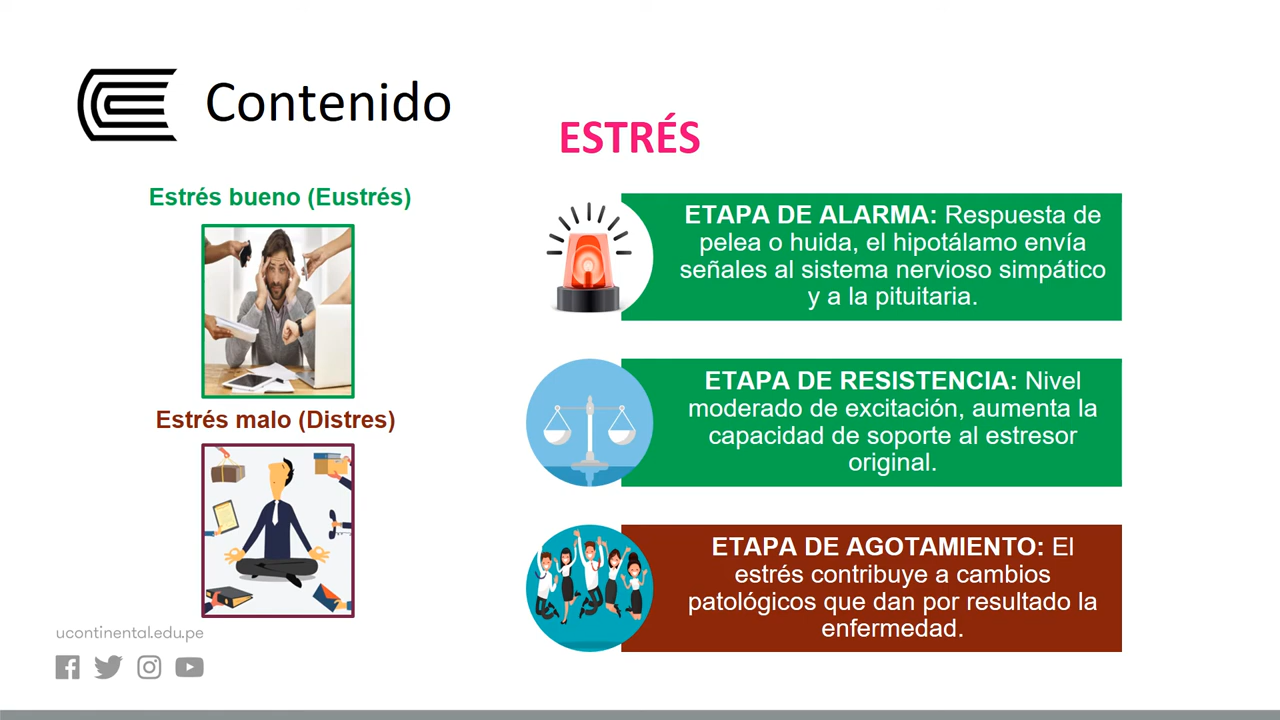 Contenido
ESTRÉS
Estrés bueno (Eustrés)
Estrés malo (Distres)
ETAPA DE ALARMA: Respuesta de
pelea o huida, el hipotálamo envía
señales al sistema nervioso simpático
y a la pituitaria.
ETAPA DE RESISTENCIA: Nivel
moderado de excitación, aumenta la
capacidad de soporte al estresor
original.
ETAPA DE AGOTAMIENTO: El
estrés contribuye a cambios
patológicos que dan por resultado la
enfermedad.
ucontinental.edu.pe